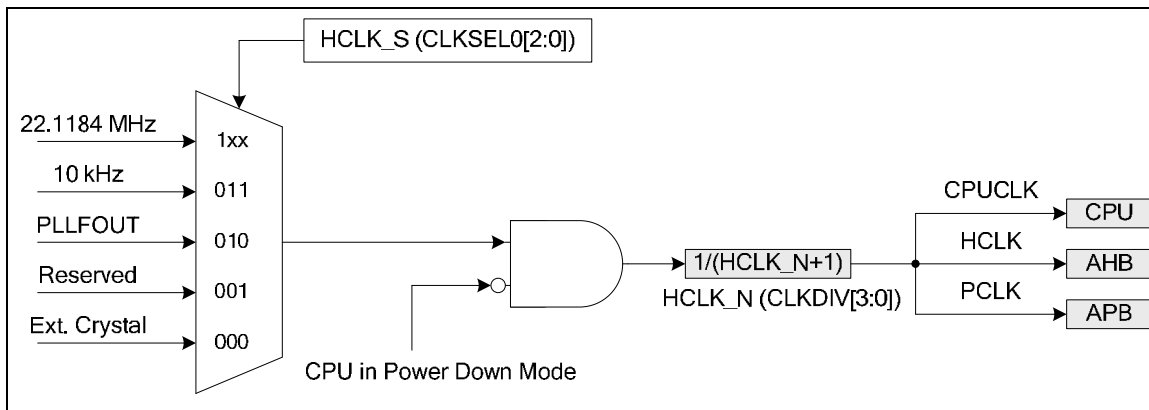 HCLK_S (CLKSEL0[2:0])
22.1184 MHz
1xx
10 kHz
011
PLLFOUT
010
Reserved
001
Ext. Crystal
000
CPU in Power Down Mode
1/(HCLK_N+1)
HCLK_N (CLKDIV[3:0])
CPUCLK
CPU
HCLK
AHB
PCLK
APB